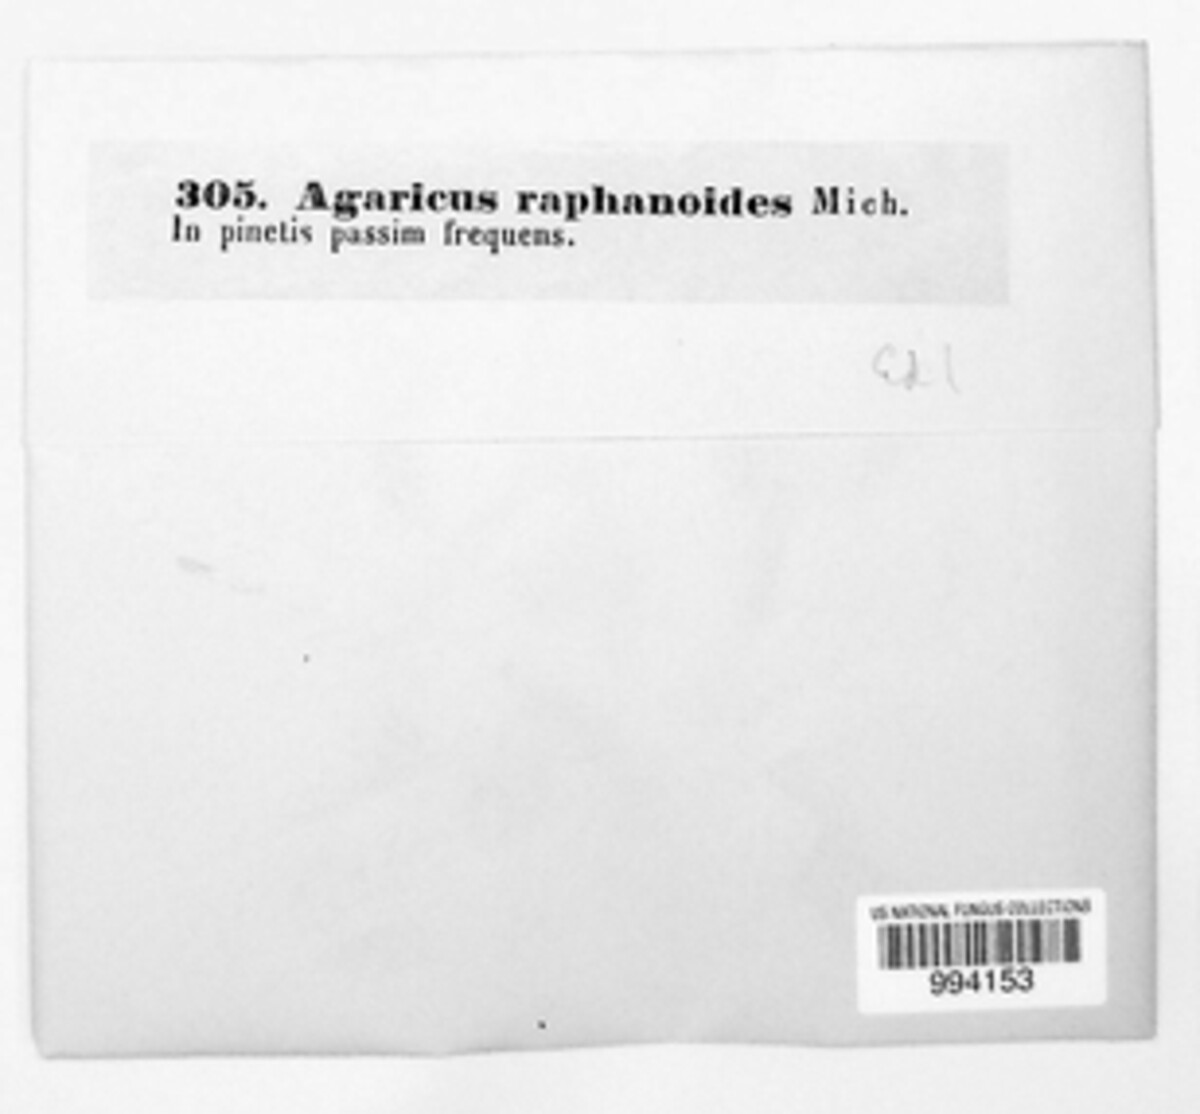 305. Agaricus raphanoides Mich.
In pinetis passim frequens.
US NATIONAL FUNGUS COLLECTIONS
994153